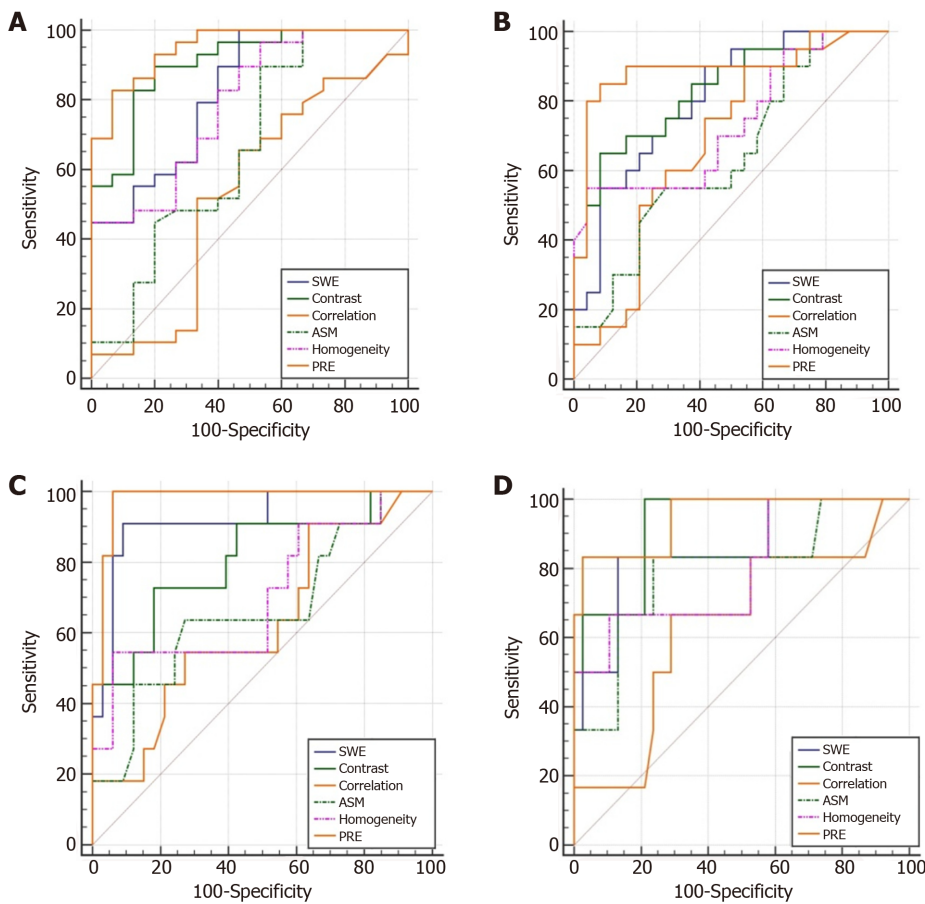 A
100
80
60
40
20
0
Sensitivity
SWE
Contrast
Correlation
ASM
Homogeneity
PRE
0 20 40 60 80 100
100-Specificity
B
100
80
60
40
20
0
Sensitivity
SWE
Contrast
Correlation
ASM
Homogeneity
PRE
0 20 40 60 80 100
100-Specificity
C
100
80
60
40
20
0
Sensitivity
SWE
Contrast
Correlation
ASM
Homogeneity
PRE
0 20 40 60 80 100
100-Specificity
D
100
80
60
40
20
0
Sensitivity
SWE
Contrast
Correlation
ASM
Homogeneity
PRE
0 20 40 60 80 100
100-Specificity